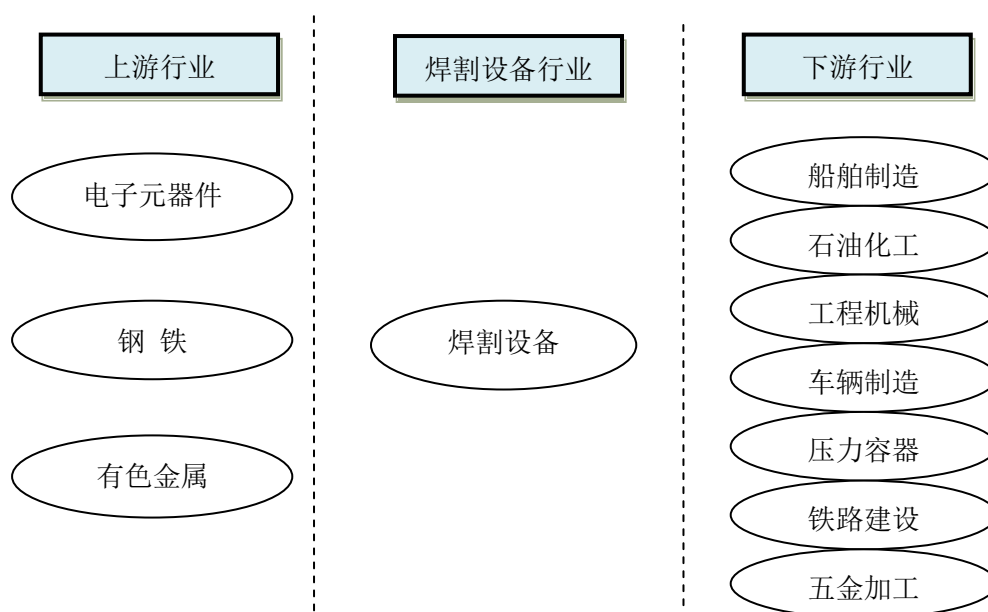 上游行业
焊割设备行业
下游行业
电子元器件
钢 铁
有色金属
焊割设备
船舶制造
石油化工
工程机械
车辆制造
压力容器
铁路建设
五金加工